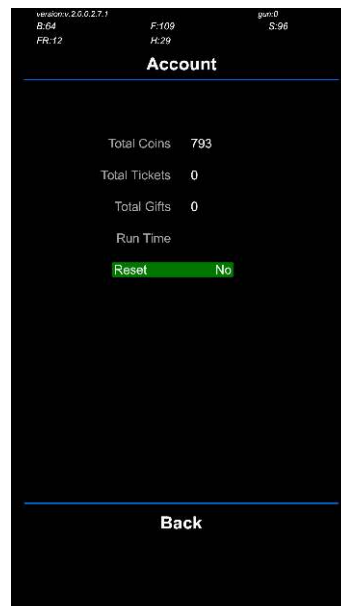 version:v.2.6.6.2.7.1 gun:0
B:64 F:109 S:96
FR:12 H:29
Account
Total Coins 793
Total Tickets 0
Total Gifts 0
Run Time
Reset No
Back